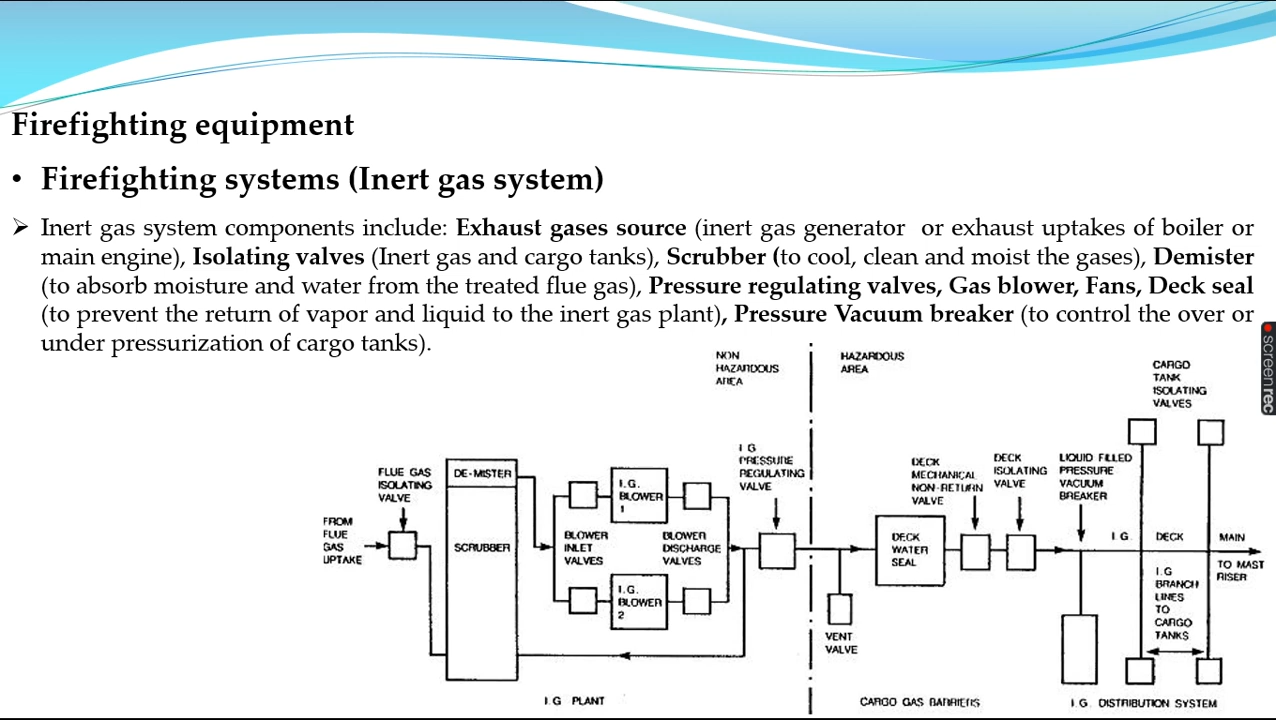 Firefighting equipment
• Firefighting systems (Inert gas system)
➢ Inert gas system components include: Exhaust gases source (inert gas generator or exhaust uptakes of boiler or
main engine), Isolating valves (Inert gas and cargo tanks), Scrubber (to cool, clean and moist the gases), Demister
(to absorb moisture and water from the treated flue gas), Pressure regulating valves, Gas blower, Fans, Deck seal
(to prevent the return of vapor and liquid to the inert gas plant), Pressure Vacuum breaker (to control the over or
under pressurization of cargo tanks).
NON
HAZARDOUS
AREA
HAZARDOUS
AREA
CARGO
TANK
ISOLATING
VALVES
FLUE GAS
ISOLATING
VALVE
FROM
FLUE
GAS
UPTAKE
DE-MISTER
SCRUBBER
BLOWER
INLET
VALVES
I.G.
BLOWER
1
I.G.
BLOWER
2
BLOWER
DISCHARGE
VALVES
I G
PRESSURE
REGULATING
VALVE
VENT
VALVE
DECK
WATER
SEAL
DECK
MECHANICAL
NON-RETURN
VALVE
DECK
ISOLATING
VALVE
LIQUID FILLED
PRESSURE
VACUUM
BREAKER
I G. DECK MAIN
TO MAST
RISER
I.G
BRANCH
LINES
TO
CARGO
TANKS
I.G PLANT
CARGO GAS BARRIERS
I.G. DISTRIBUTION SYSTEM
screenrec